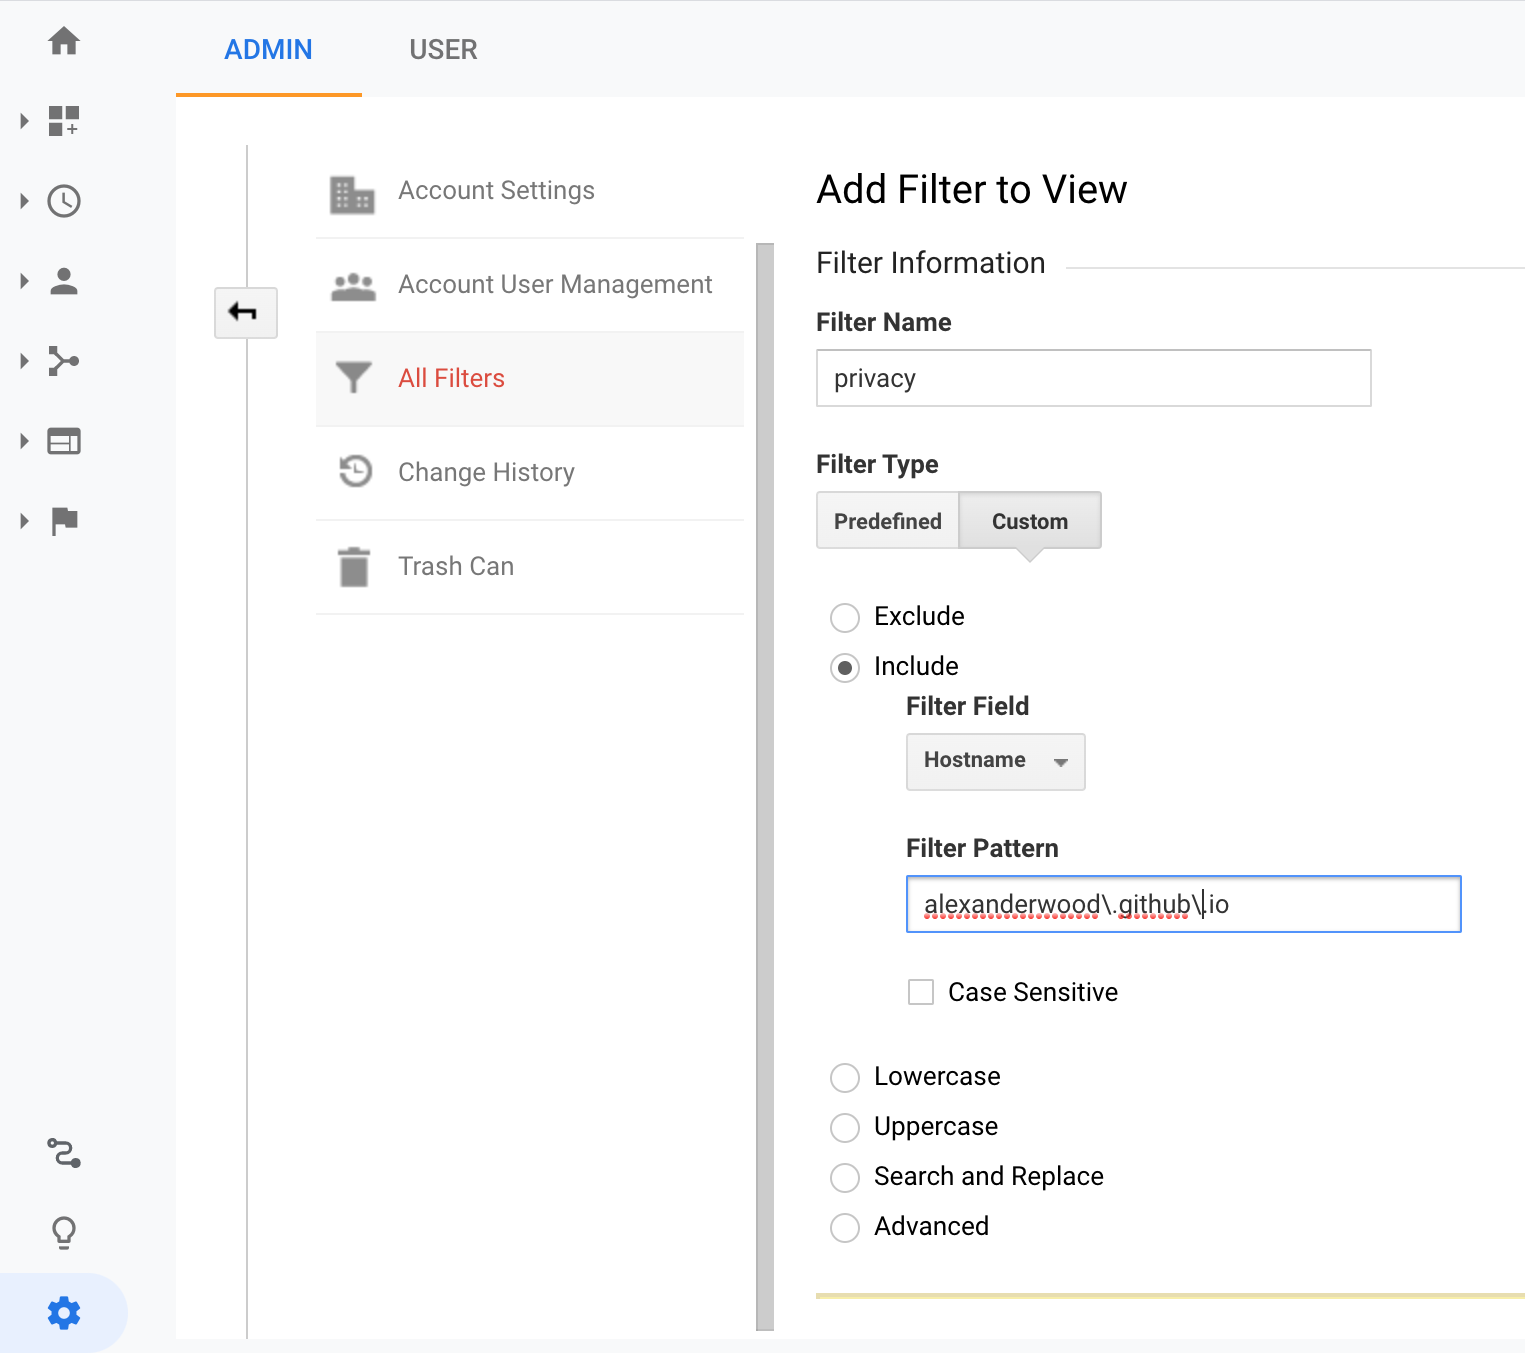 ADMIN
USER
Account Settings
Account User Management
All Filters
Change History
Trash Can
Add Filter to View
Filter Information
Filter Name
privacy
Filter Type
Predefined
Custom
Exclude
Include
Filter Field
Hostname
Filter Pattern
alexanderwood\.github\.io
Case Sensitive
Lowercase
Uppercase
Search and Replace
Advanced